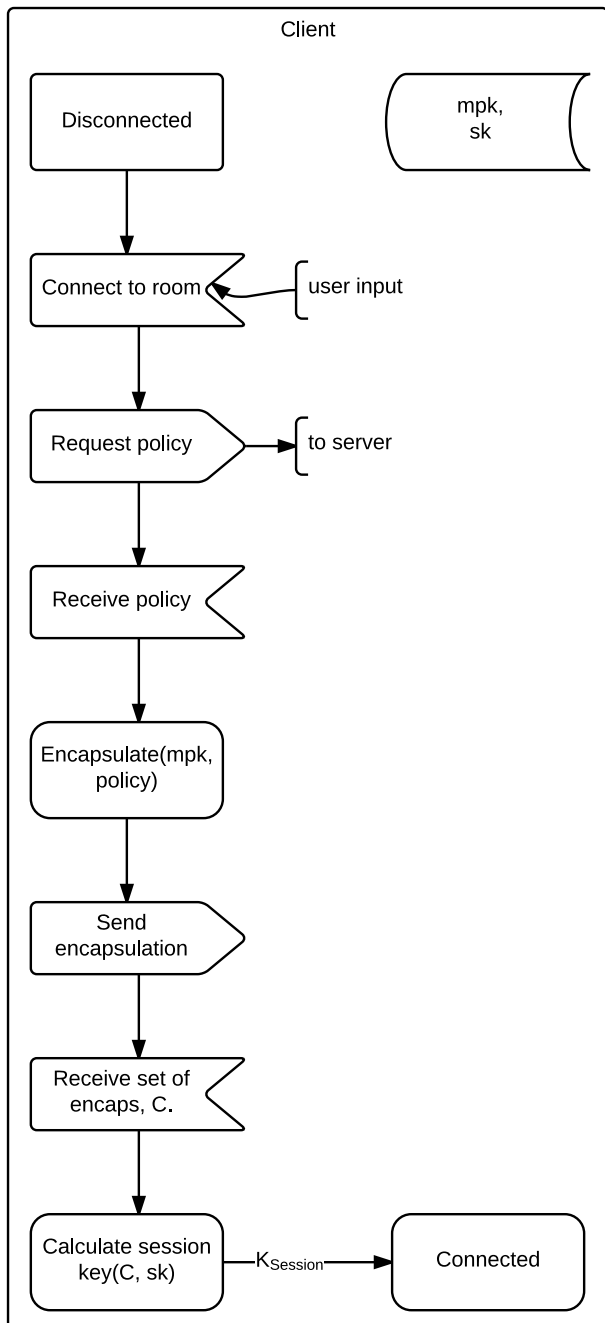 Client
Disconnected
mpk,
sk
Connect to room
user input
Request policy
to server
Receive policy
Encapsulate(mpk,
policy)
Send
encapsulation
Receive set of
encaps, C.
Calculate session
key(C, sk)
KSession
Connected